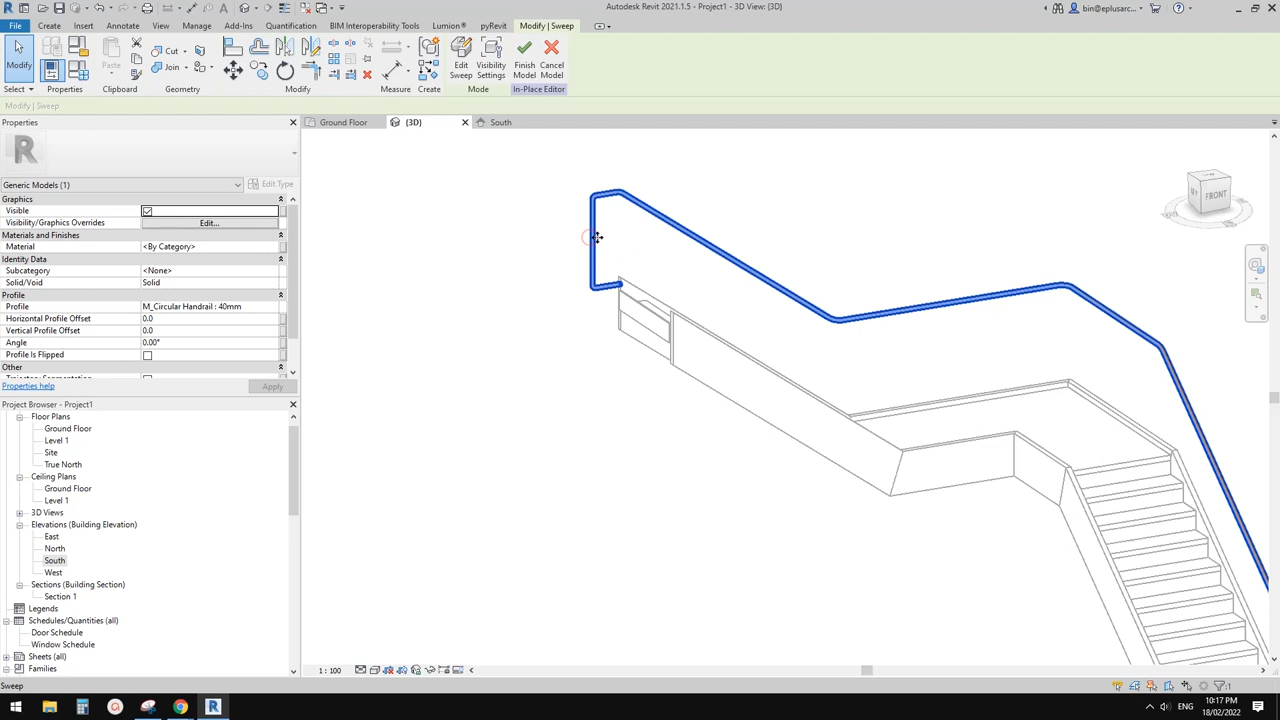 Autodesk Revit 2021.1.5 - Project1 - 3D View: {3D}
bin@eplusarc...
File Create Insert Annotate View Manage Add-Ins Quantification BIM Interoperability Tools Lumion® pyRevit Modify | Sweep
Modify Paste Cut Join Edit Sweep Visibility Settings Finish Model Cancel Model
Select Properties Clipboard Geometry Modify Measure Create Mode In-Place Editor
Modify | Sweep
Properties
Ground Floor {3D} South
R
FRONT
Generic Models (1) Edit Type
Graphics
Visible
Visibility/Graphics Overrides Edit...
Materials and Finishes
Material <By Category>
Identity Data
Subcategory <None>
Solid/Void Solid
Profile
Profile M_Circular Handrail : 40mm
Horizontal Profile Offset 0.0
Vertical Profile Offset 0.0
Angle 0.00°
Profile Is Flipped
Other
Properties help Apply
Project Browser - Project1
Floor Plans
Ground Floor
Level 1
Site
True North
Ceiling Plans
Ground Floor
Level 1
3D Views
Elevations (Building Elevation)
East
North
South
West
Sections (Building Section)
Section 1
Legends
Schedules/Quantities (all)
Door Schedule
Window Schedule
Sheets (all)
Families
1 : 100
Sweep
:1
ENG
10:17 PM
18/02/2022